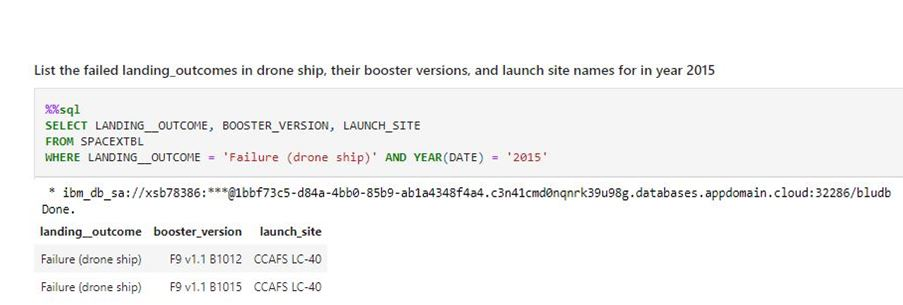 List the failed landing_outcomes in drone ship, their booster versions, and launch site names for in year 2015
%%sql
SELECT LANDING__OUTCOME, BOOSTER_VERSION, LAUNCH_SITE
FROM SPACEXTBL
WHERE LANDING__OUTCOME = 'Failure (drone ship)' AND YEAR(DATE) = '2015'
* ibm_db_sa://xsb78386:***@1bbf73c5-d84a-4bb0-85b9-ab1a4348f4a4.c3n41cmd0nqnrk39u98g.databases.appdomain.cloud:32286/bludb
Done.
landing__outcome booster_version launch_site
Failure (drone ship) F9 v1.1 B1012 CCAFS LC-40
Failure (drone ship) F9 v1.1 B1015 CCAFS LC-40